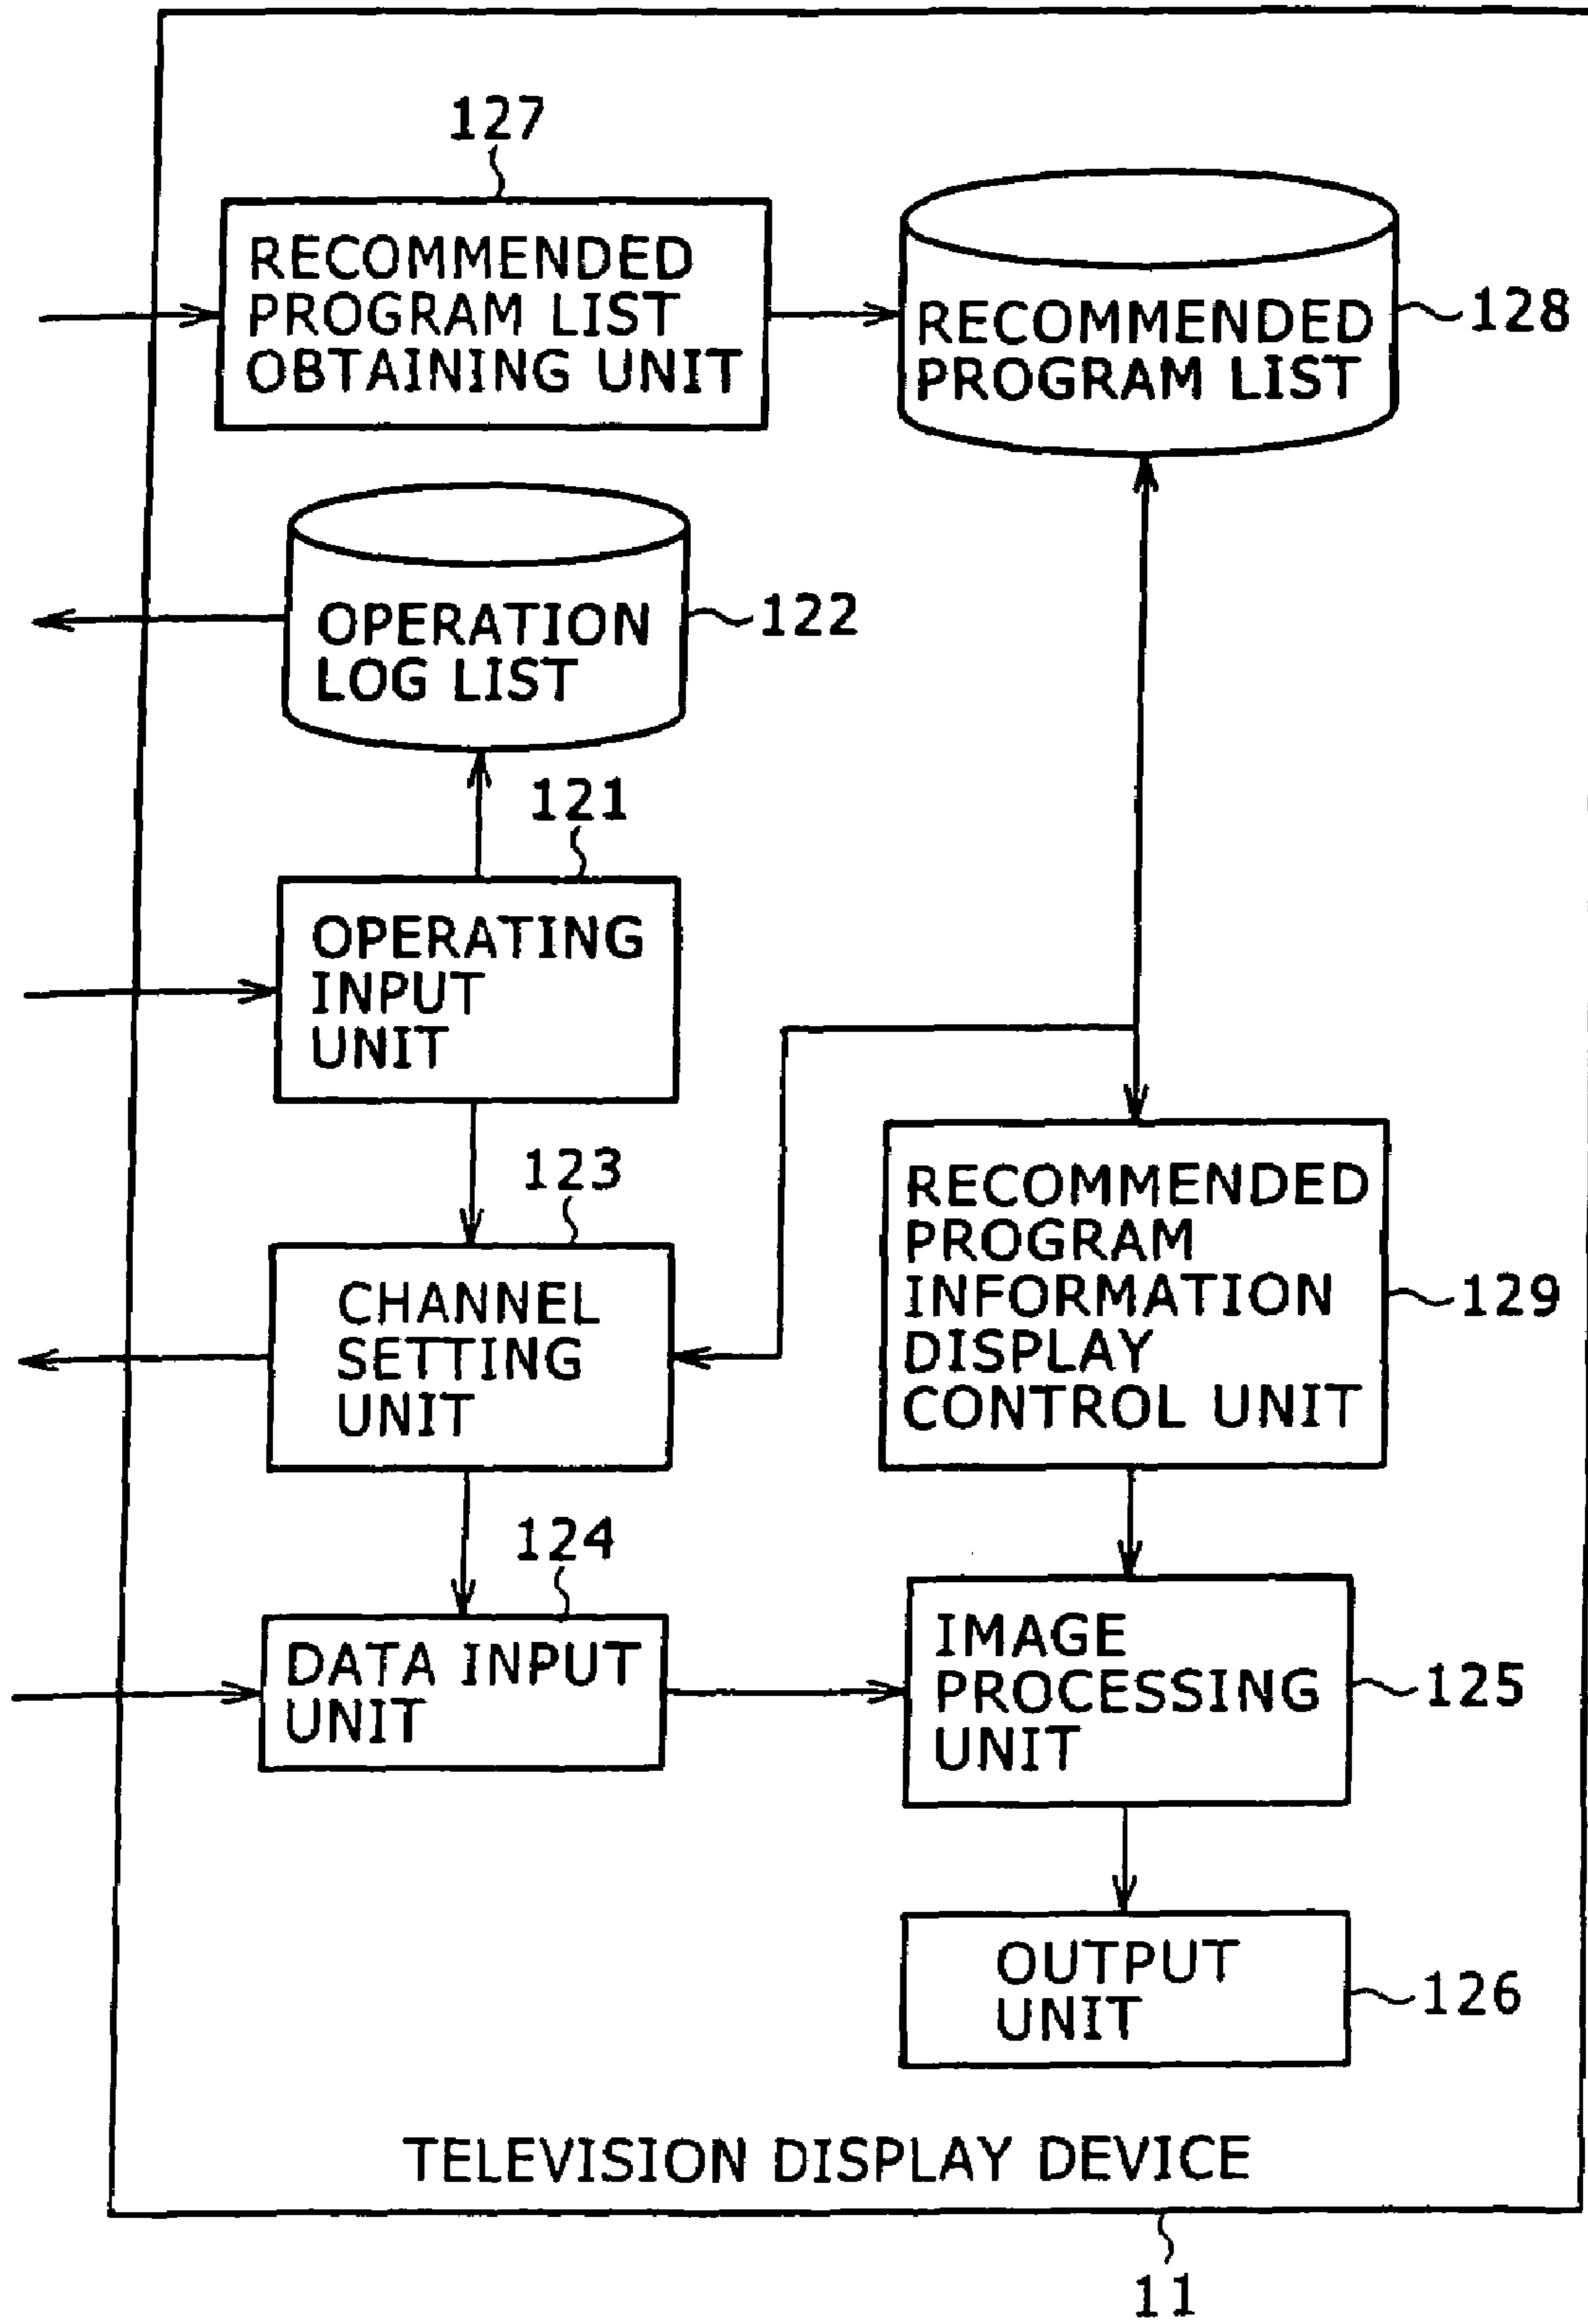 127
RECOMMENDED
PROGRAM LIST
OBTAINING UNIT
RECOMMENDED
PROGRAM LIST
128
OPERATION
LOG LIST
122
121
OPERATING
INPUT
UNIT
123
CHANNEL
SETTING
UNIT
RECOMMENDED
PROGRAM
INFORMATION
DISPLAY
CONTROL UNIT
129
124
DATA INPUT
UNIT
IMAGE
PROCESSING
UNIT
125
OUTPUT
UNIT
126
TELEVISION DISPLAY DEVICE
11